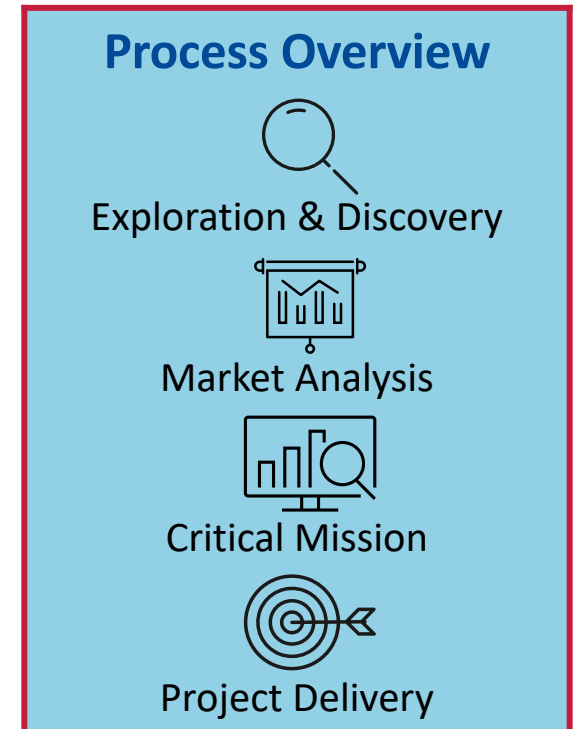 Process Overview
Exploration & Discovery
Market Analysis
Critical Mission
Project Delivery